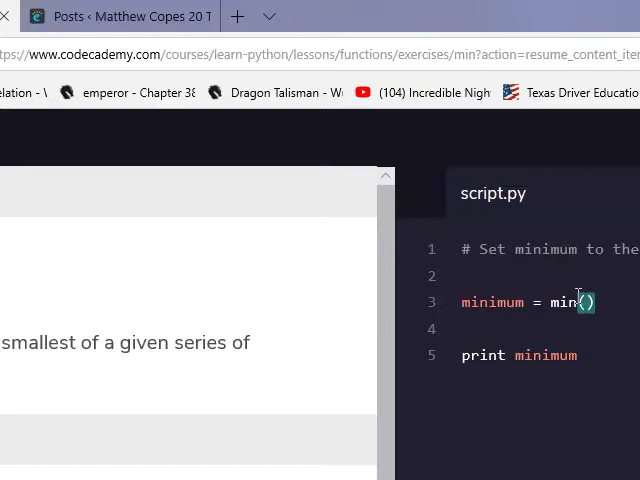 Posts ‹ Matthew Copes 20 T
tps://www.codecademy.com/courses/learn-python/lessons/functions/exercises/min?action=resume_content_iter
elation - \
emperor - Chapter 38
Dragon Talisman - W
(104) Incredible Nigh
Texas Driver Educatio
script.py
1 # Set minimum to the
2
3 minimum = min()
4
5 print minimum
smallest of a given series of